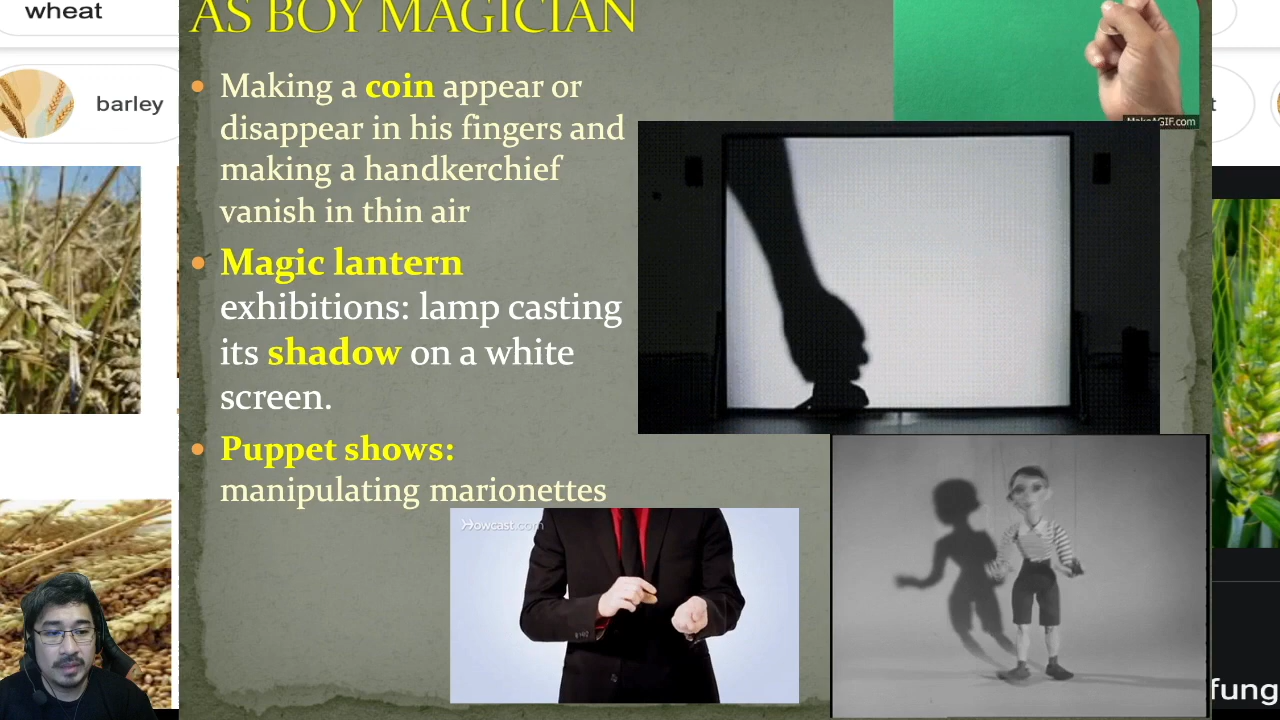 wheat
barley
AS BOY MAGICIAN
• Making a coin appear or
disappear in his fingers and
making a handkerchief
vanish in thin air
• Magic lantern
exhibitions: lamp casting
its shadow on a white
screen.
• Puppet shows:
manipulating marionettes
MakeAGIF.com
Howcast.com
t
fung